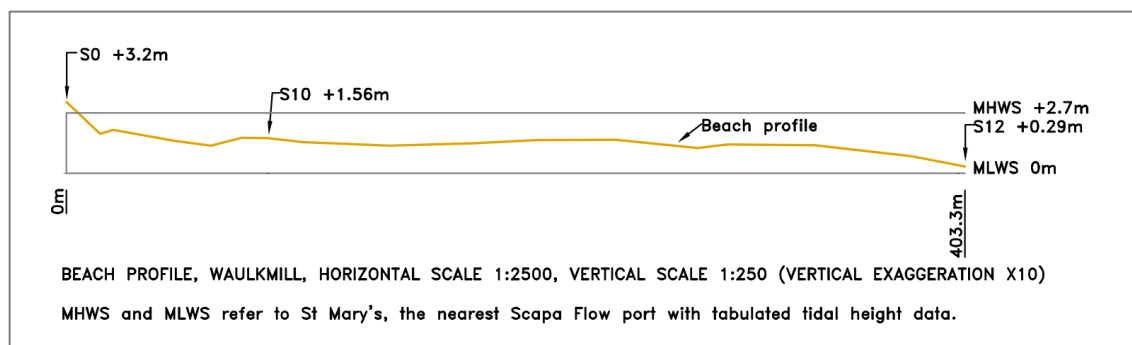 S0 +3.2m
S10 +1.56m
MHWS +2.7m
Beach profile
S12 +0.29m
MLWS 0m
0m
403.3m
BEACH PROFILE, WAULKMILL, HORIZONTAL SCALE 1:2500, VERTICAL SCALE 1:250 (VERTICAL EXAGGERATION X10)
MHWS and MLWS refer to St Mary's, the nearest Scapa Flow port with tabulated tidal height data.